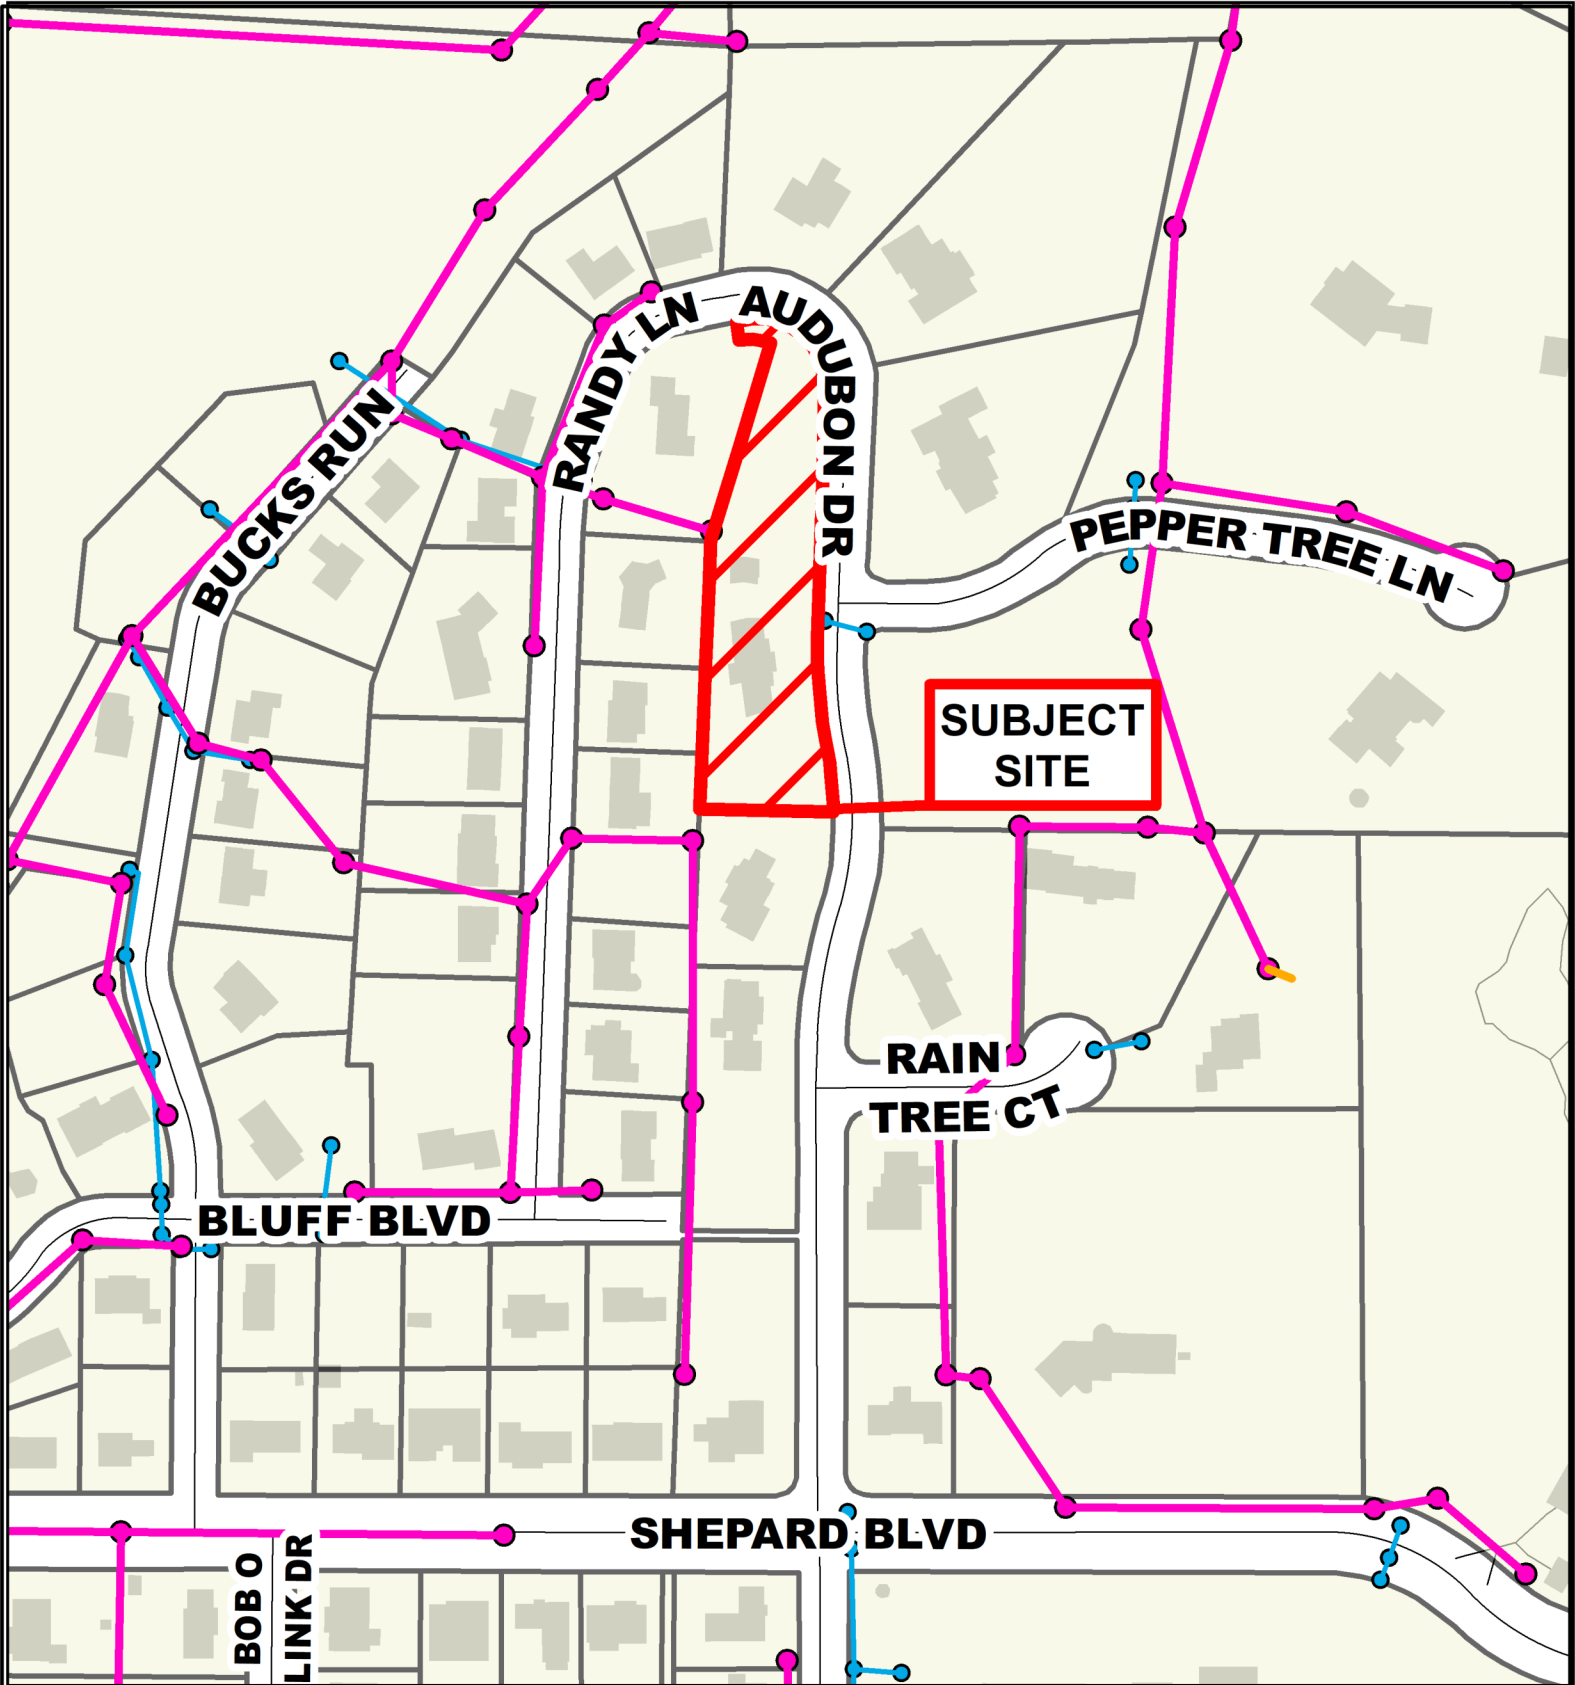 AUDUBON DR
RANDY LN
BUCKS RUN
PEPPER TREE LN
SUBJECT
SITE
RAIN
TREE CT
BLUFF BLVD
SHEPARD BLVD
BOB O
LINK DR